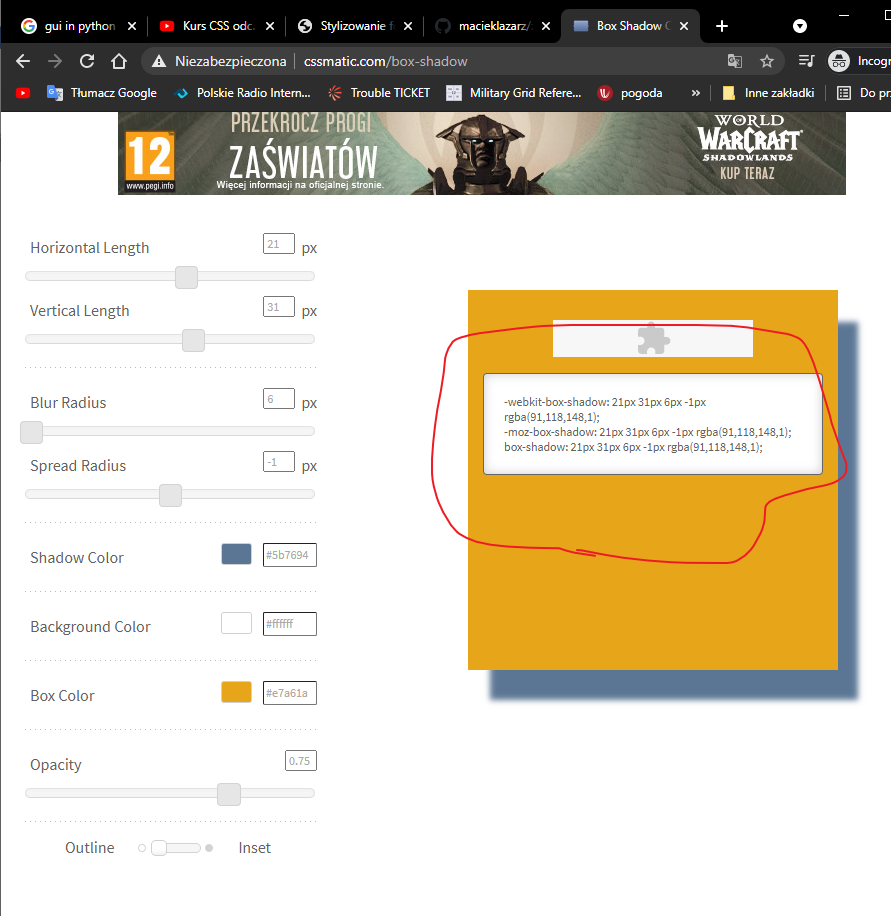 gui in python
Kurs CSS odc.
Stylizowanie f
macieklazarz/
Box Shadow G
Niezabezpieczona
cssmatic.com/box-shadow
Incogn
Tłumacz Google
Polskie Radio Intern...
Trouble TICKET
Military Grid Refere...
pogoda
»
Inne zakładki
Do prz
12
www.pegi.info
PRZEKROCZ PROGI
ZAŚWIATÓW
Więcej informacji na oficjalnej stronie.
WORLD
WARCRAFT
SHADOWLANDS
KUP TERAZ
Horizontal Length 21 px
Vertical Length 31 px
Blur Radius 6 px
Spread Radius -1 px
Shadow Color #5b7694
Background Color #ffffff
Box Color #e7a61a
Opacity 0.75
Outline Inset
-webkit-box-shadow: 21px 31px 6px -1px
rgba(91,118,148,1);
-moz-box-shadow: 21px 31px 6px -1px rgba(91,118,148,1);
box-shadow: 21px 31px 6px -1px rgba(91,118,148,1);